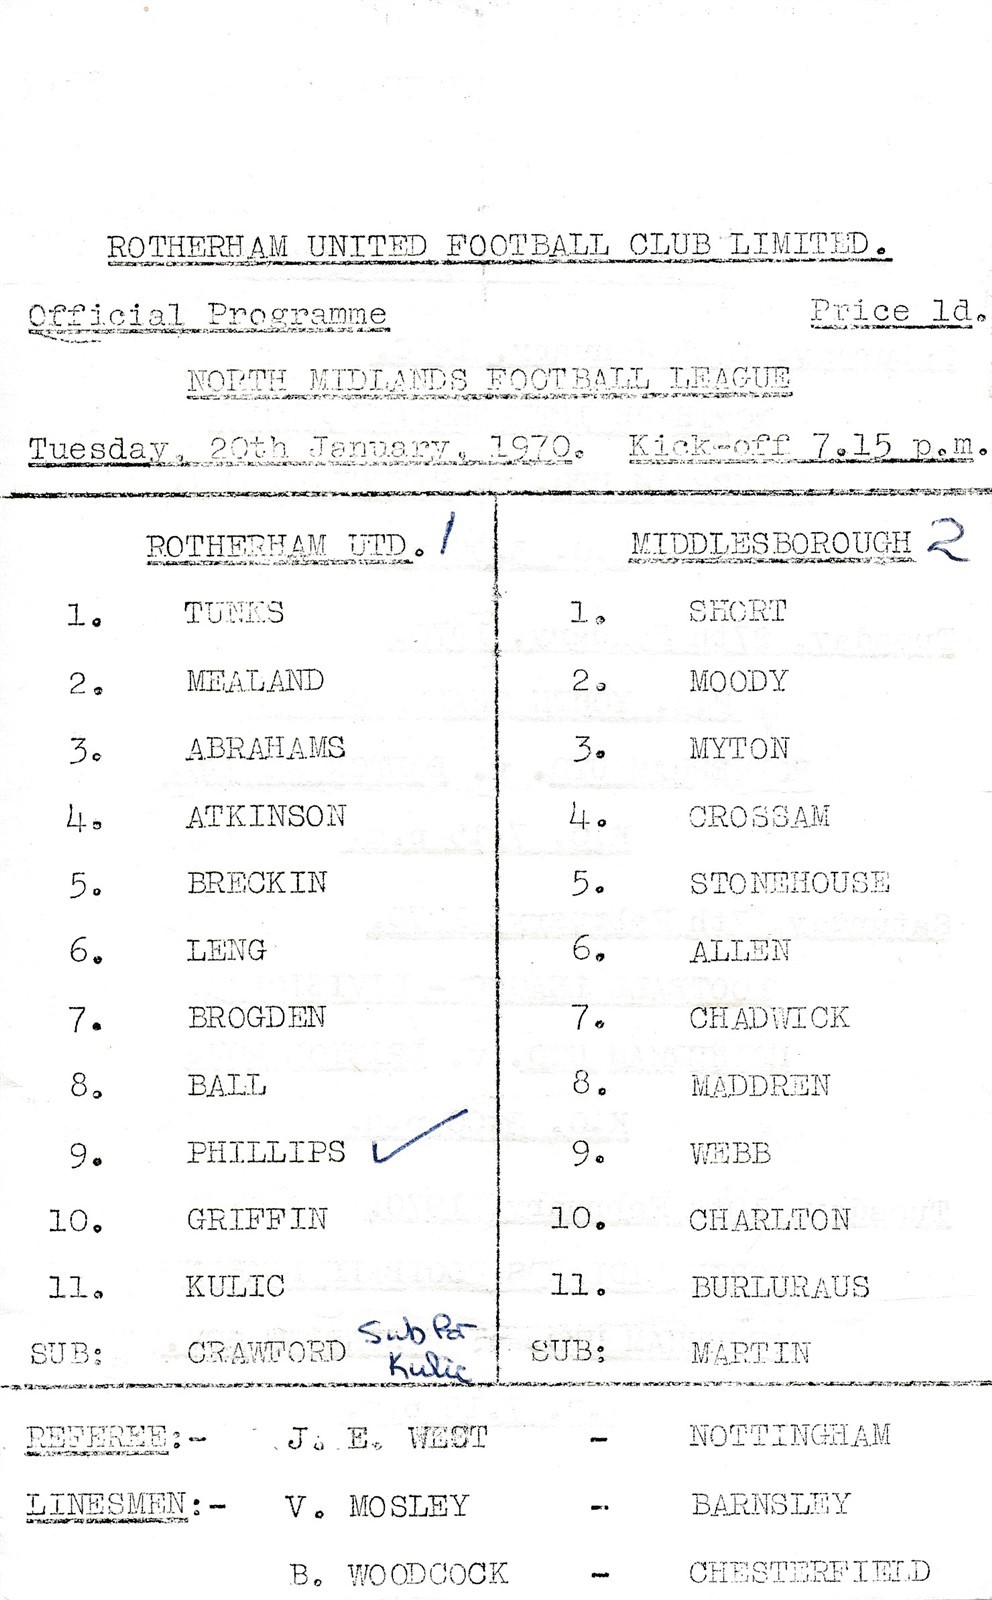 ROTHERHAM UNITED FOOTBALL CLUB LIMITED.
Official Programme Price 1d.
NORTH MIDLANDS FOOTBALL LEAGUE
Tuesday, 20th January, 1970. Kick-off 7.15 p.m.
ROTHERHAM UTD. 1 MIDDLESBOROUGH 2
1. TUNKS 1. SHORT
2. MEALAND 2. MOODY
3. ABRAHAMS 3. MYTON
4. ATKINSON 4. CROSSAM
5. BRECKIN 5. STONEHOUSE
6. LENG 6. ALLEN
7. BROGDEN 7. CHADWICK
8. BALL 8. MADDREN
9. PHILLIPS ✓ 9. WEBB
10. GRIFFIN 10. CHARLTON
11. KULIC 11. BURLURAUS
SUB: CRAWFORD Sub For Kulic SUB: MARTIN
REFEREE:- J. E. WEST - NOTTINGHAM
LINESMEN:- V. MOSLEY - BARNSLEY
B. WOODCOCK - CHESTERFIELD